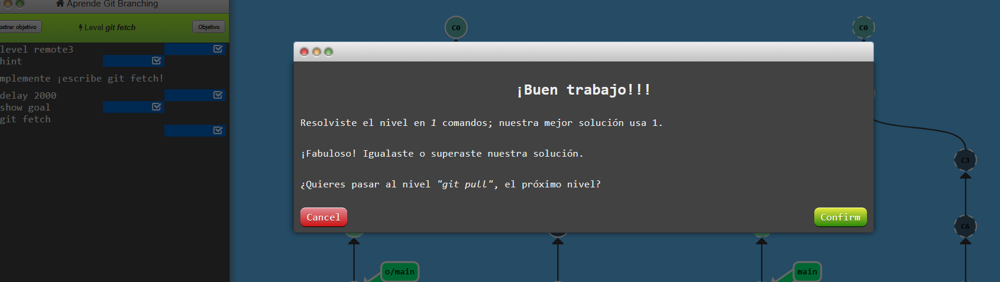 Aprende Git Branching
ostrar objetivo
Level git fetch
Objetivo
level remote3
hint
mplemente ¡escribe git fetch!
delay 2000
show goal
git fetch
C0
C0
¡Buen trabajo!!!
Resolviste el nivel en 1 comandos; nuestra mejor solución usa 1.
¡Fabuloso! Igualaste o superaste nuestra solución.
¿Quieres pasar al nivel "git pull", el próximo nivel?
Cancel
Confirm
C3
C6
o/main
main